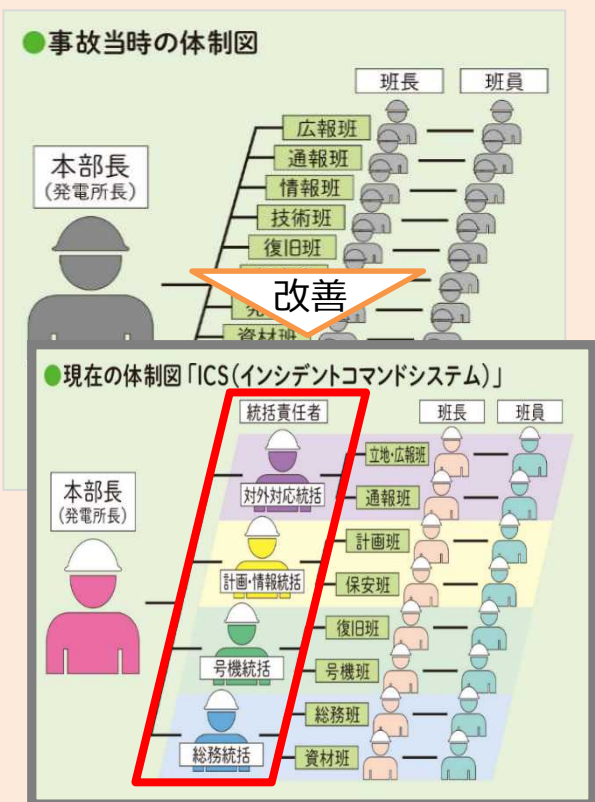 ●事故当時の体制図
班長 班員
本部長
(発電所長)
広報班
通報班
情報班
技術班
復旧班
改善
資材班
●現在の体制図「ICS(インシデントコマンドシステム)」
統括責任者 班長 班員
本部長
(発電所長)
対外対応統括
立地・広報班
通報班
計画・情報統括
計画班
保安班
号機統括
復旧班
号機班
総務統括
総務班
資材班